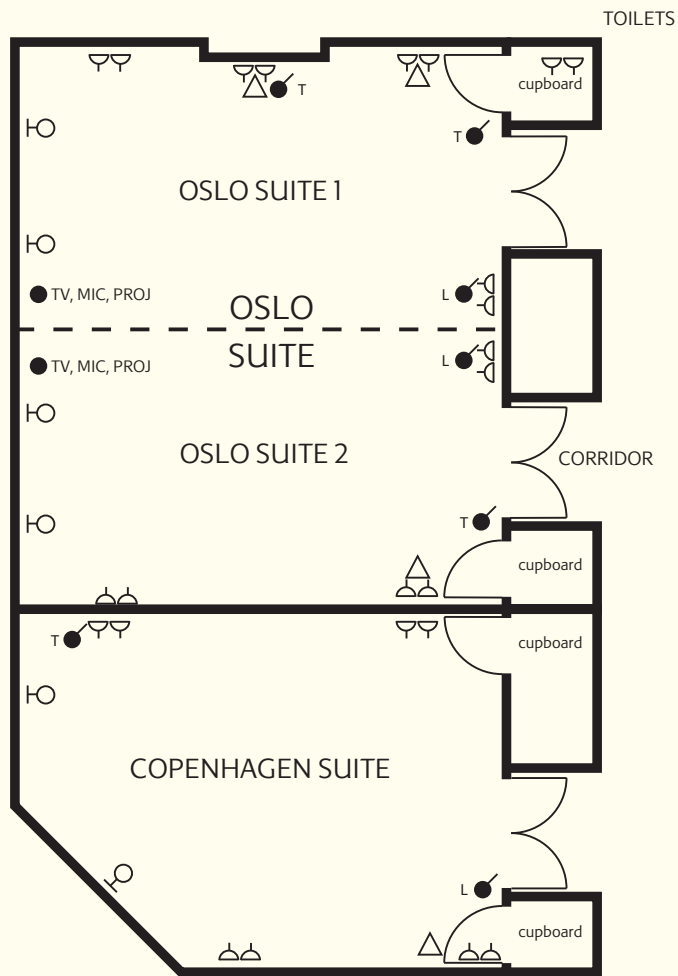 TOILETS
cupboard
T
T
OSLO SUITE 1
TV, MIC, PROJ
L
OSLO
SUITE
TV, MIC, PROJ
L
OSLO SUITE 2
CORRIDOR
T
cupboard
T
cupboard
COPENHAGEN SUITE
L
cupboard